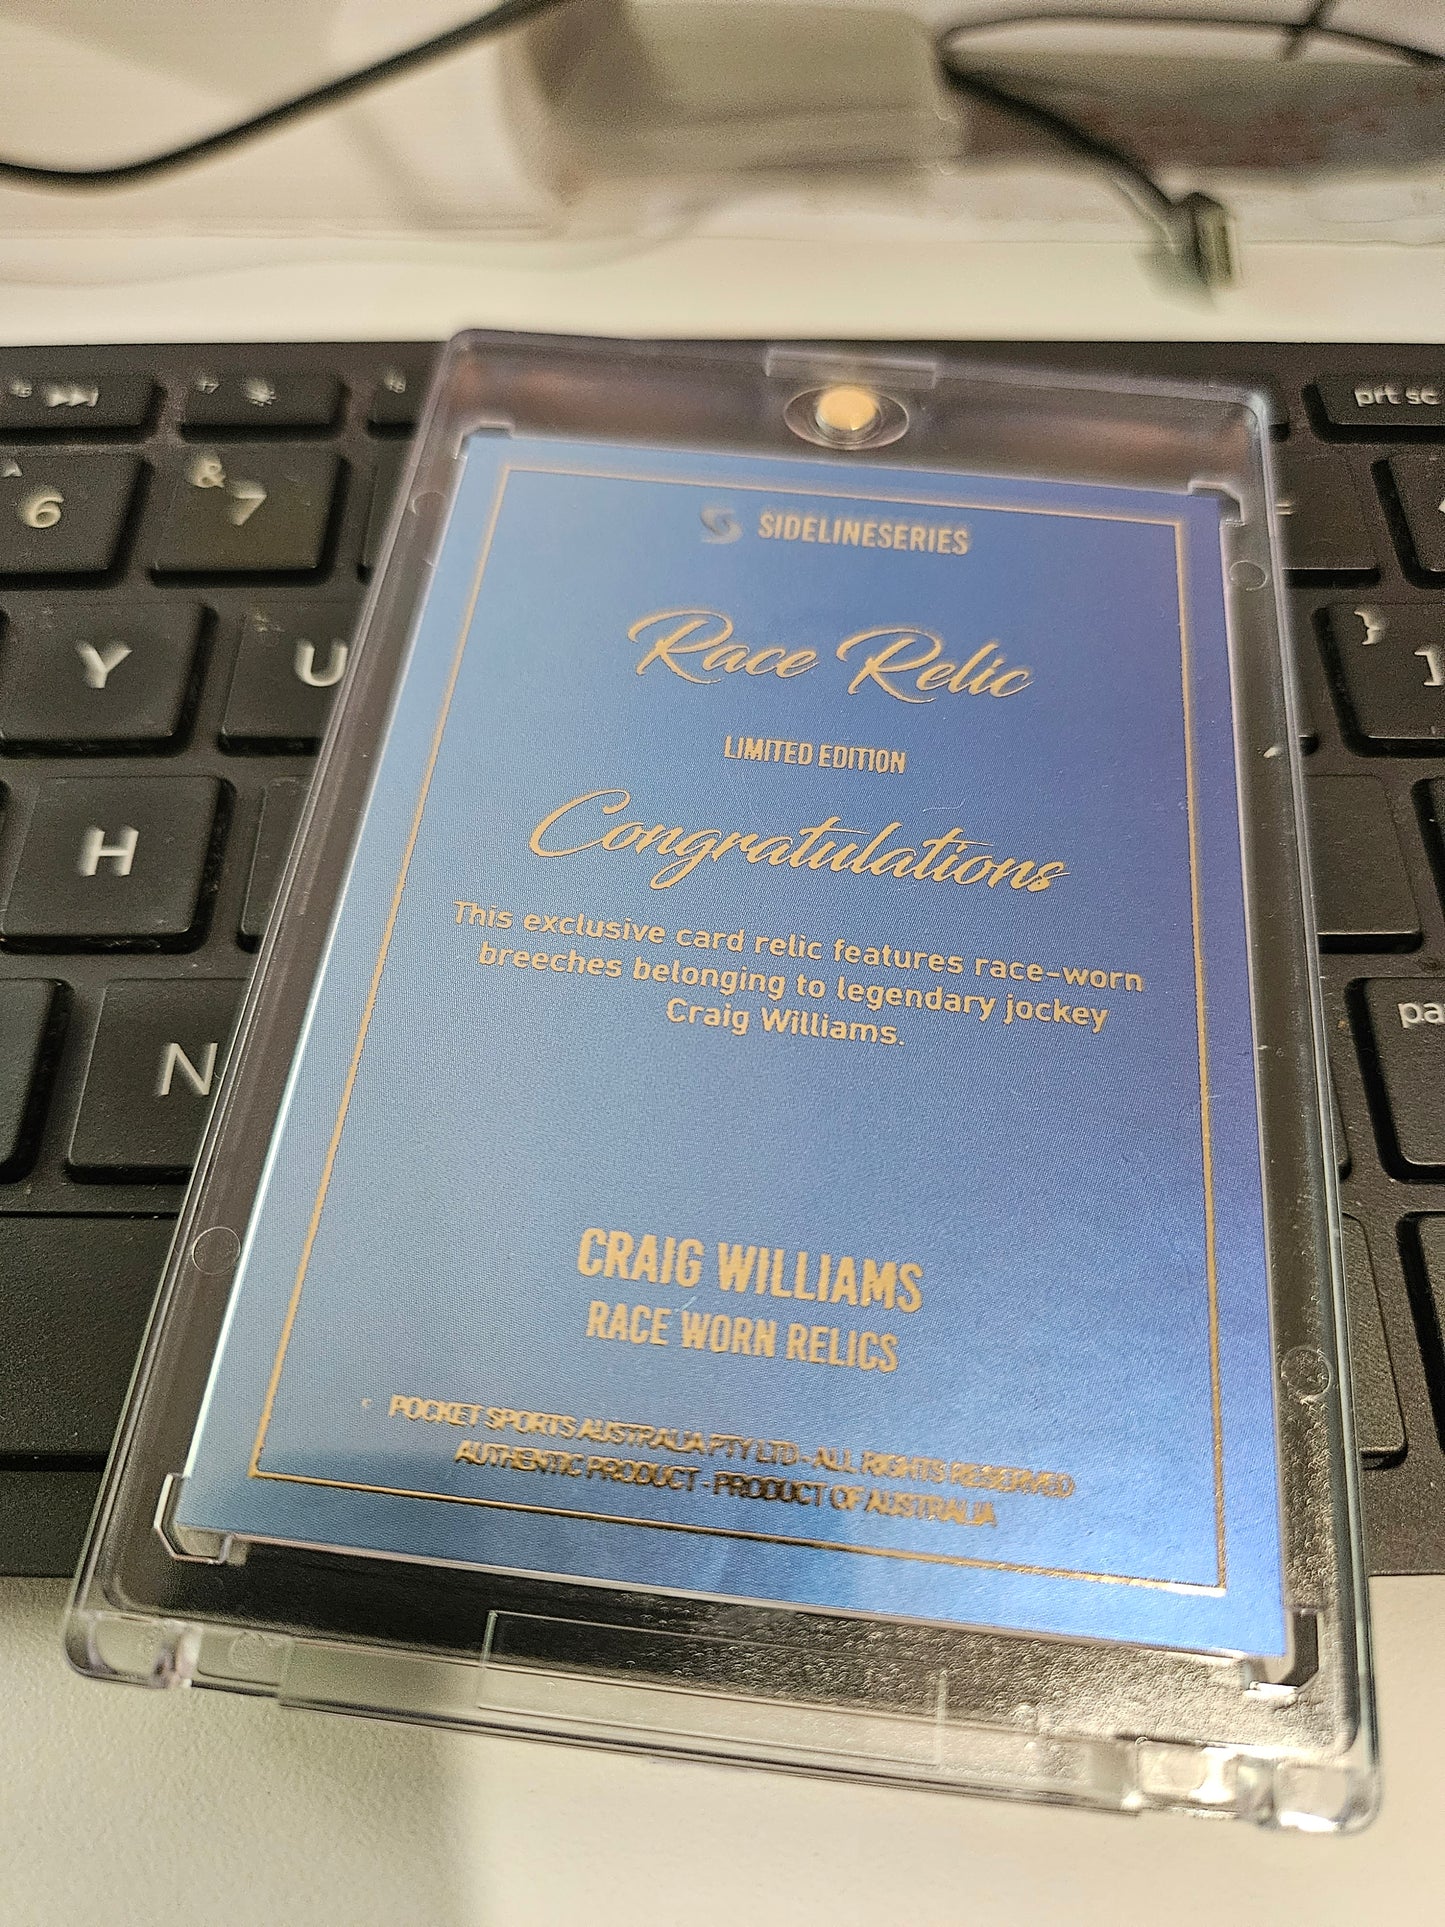 prt sc
^
6
&
7
}
]
Y
U
H
N
SIDELINESERIES
Race Relic
LIMITED EDITION
Congratulations
This exclusive card relic features race-worn
breeches belonging to legendary jockey
Craig Williams.
CRAIG WILLIAMS
RACE WORN RELICS
POCKET SPORTS AUSTRALIA PTY LTD - ALL RIGHTS RESERVED
AUTHENTIC PRODUCT - PRODUCT OF AUSTRALIA